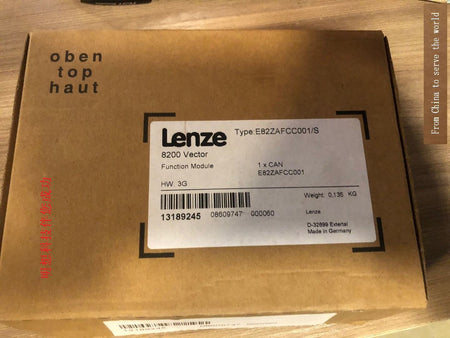 oben
top
haut
Lenze
Type:E82ZAFCC001/S
8200 Vector
Function Module
1 x CAN
E82ZAFCC001
HW. 3G
Weight. 0,135 KG
13189245 08609747 000060
Lenze
D-32699 Extertal
Made in Germany
From China to serve the world